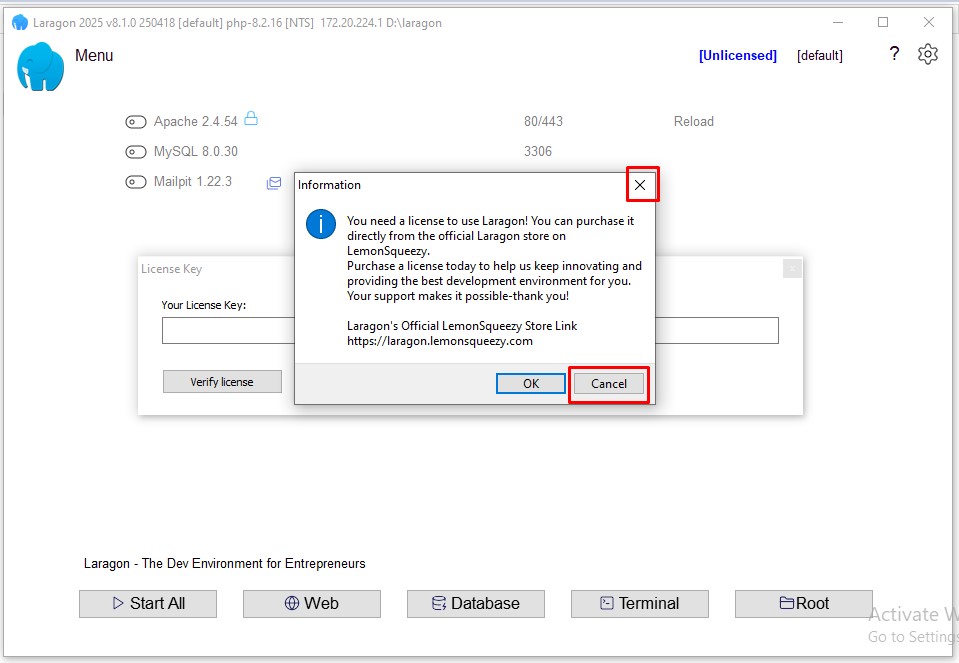 Laragon 2025 v8.1.0 250418 [default] php-8.2.16 [NTS] 172.20.224.1 D:\laragon
Menu
[Unlicensed] [default] ?
Apache 2.4.54 80/443 Reload
MySQL 8.0.30 3306
Mailpit 1.22.3
Information
You need a license to use Laragon! You can purchase it
directly from the official Laragon store on
LemonSqueezy.
Purchase a license today to help us keep innovating and
providing the best development environment for you.
Your support makes it possible-thank you!
Laragon's Official LemonSqueezy Store Link
https://laragon.lemonsqueezy.com
OK Cancel
License Key
Your License Key:
Verify license
Laragon - The Dev Environment for Entrepreneurs
Start All Web Database Terminal Root
Activate W
Go to Settings